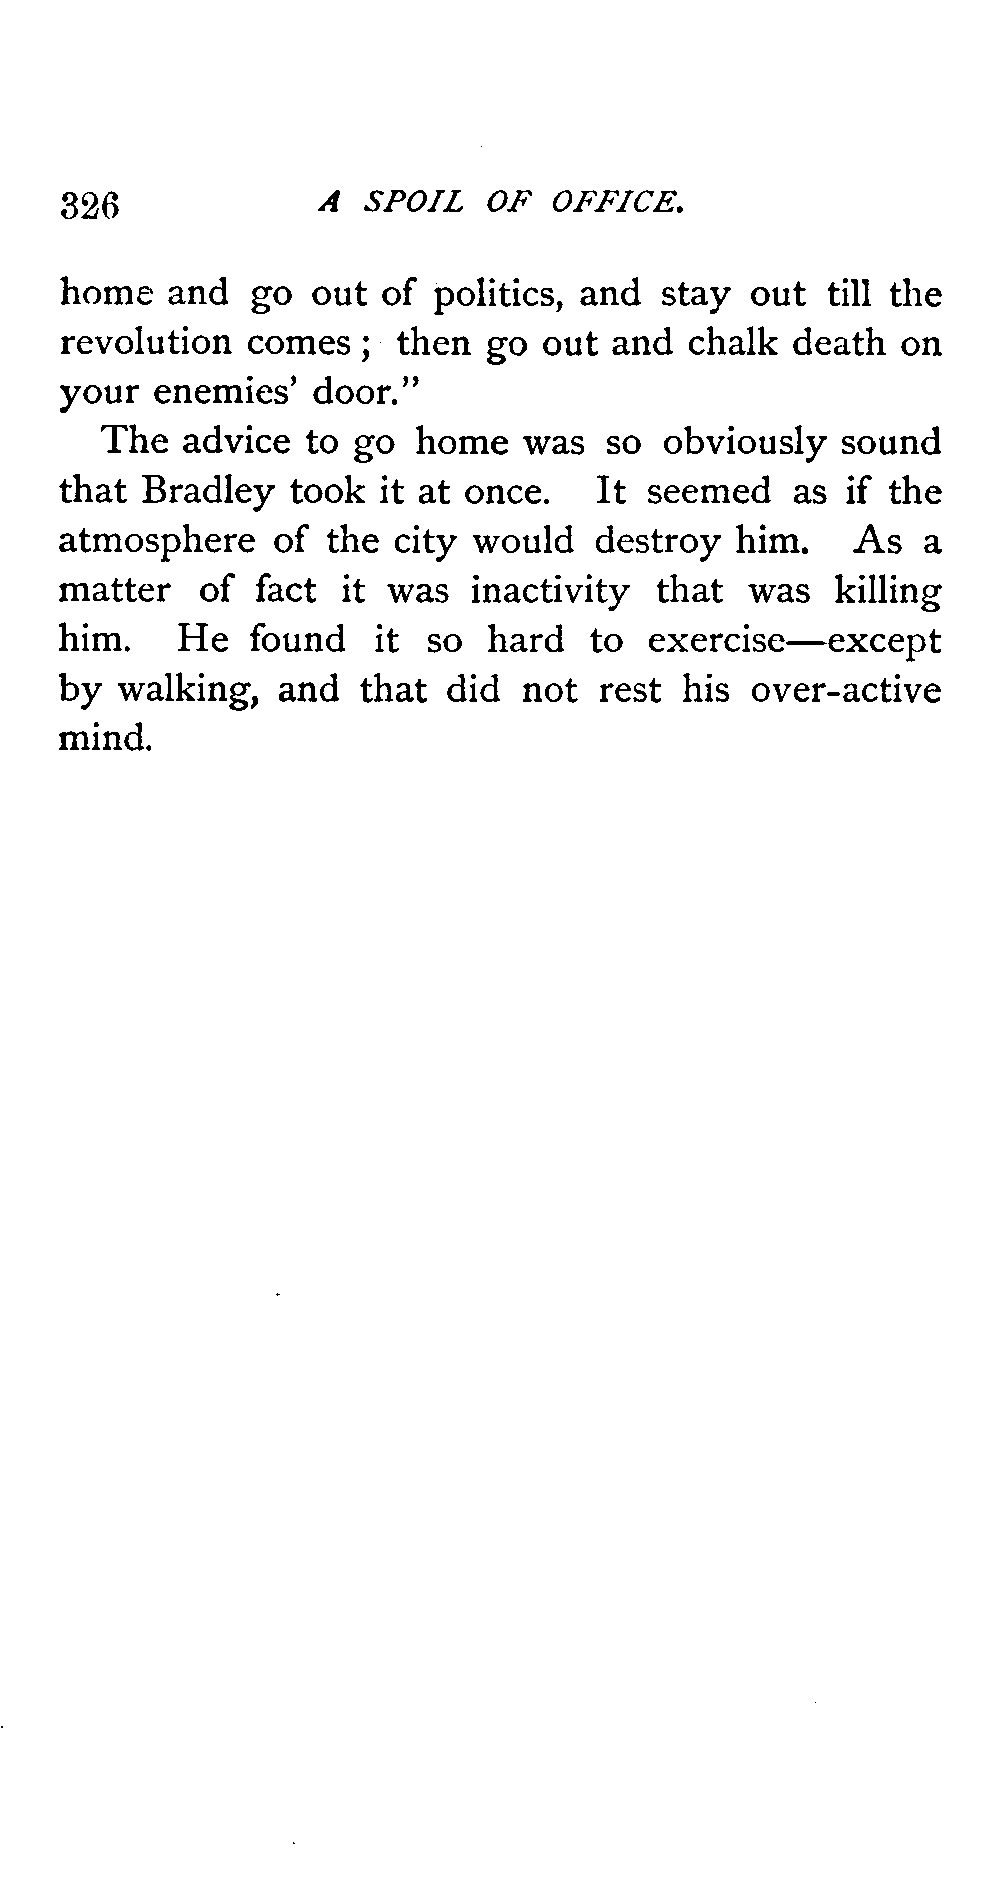 326 A SPOIL OF OFFICE.
home and go out of politics, and stay out till the
revolution comes ; then go out and chalk death on
your enemies' door."
The advice to go home was so obviously sound
that Bradley took it at once. It seemed as if the
atmosphere of the city would destroy him. As a
matter of fact it was inactivity that was killing
him. He found it so hard to exercise—except
by walking, and that did not rest his over-active
mind.